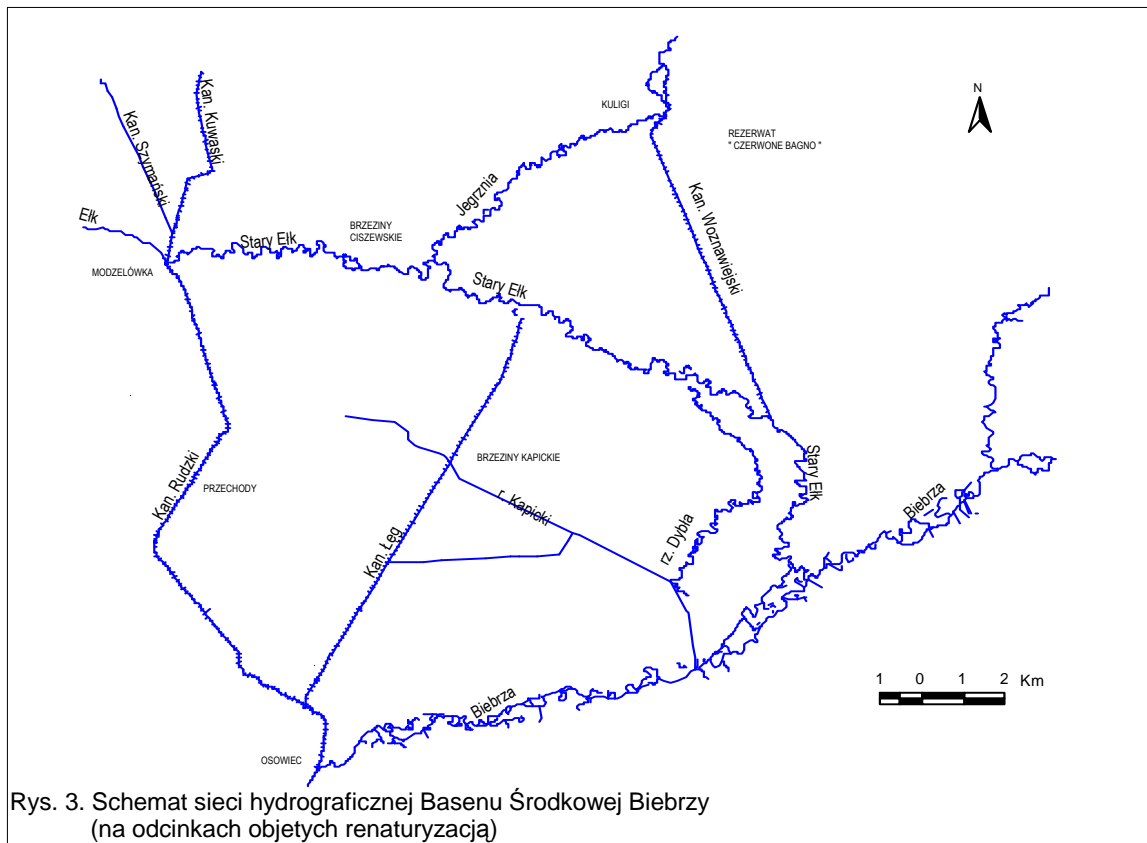 N
KULIGI
REZERWAT
" CZERWONE BAGNO "
Kan. Kuwaski
Kan. Szymański
Jegrznia
Kan. Woznawiejski
Ełk
BRZEZINY
CISZEWSKIE
Stary Ełk
MODZELÓWKA
Stary Ełk
Stary Ełk
BRZEZINY KAPICKIE
Kan. Rudzki
PRZECHODY
r. Kapicki
Biebrza
rz. Dybła
Kan. Łęg
1 0 1 2 Km
Biebrza
OSOWIEC
Rys. 3. Schemat sieci hydrograficznej Basenu Środkowej Biebrzy
(na odcinkach objetych renaturyzacją)